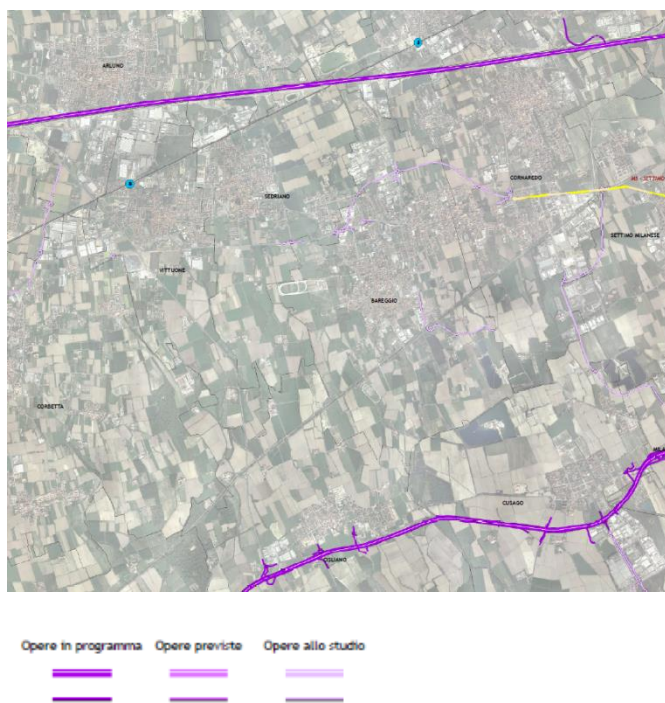 ARLUNO
CORNAREDO
SEDRIANO
SETTIMO MILANESE
VITTUONE
BAREGGIO
CORBETTA
CUSAGO
CISLIANO
Opere in programma Opere previste Opere allo studio